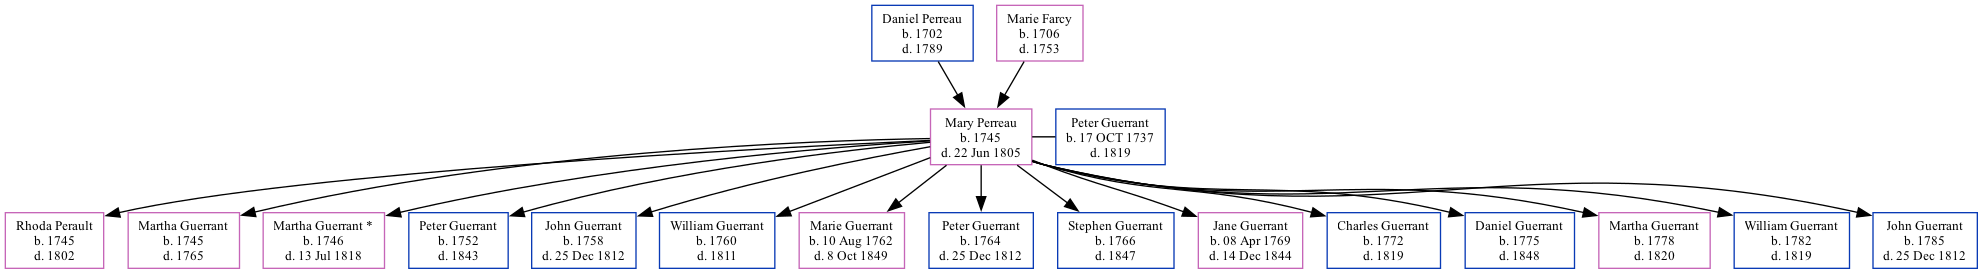 Daniel Perreau
b. 1702
d. 1789
Marie Farcy
b. 1706
d. 1753
Mary Perreau
b. 1745
d. 22 Jun 1805
Peter Guerrant
b. 17 OCT 1737
d. 1819
Rhoda Perault
b. 1745
d. 1802
Martha Guerrant
b. 1745
d. 1765
Martha Guerrant *
b. 1746
d. 13 Jul 1818
Peter Guerrant
b. 1752
d. 1843
John Guerrant
b. 1758
d. 25 Dec 1812
William Guerrant
b. 1760
d. 1811
Marie Guerrant
b. 10 Aug 1762
d. 8 Oct 1849
Peter Guerrant
b. 1764
d. 25 Dec 1812
Stephen Guerrant
b. 1766
d. 1847
Jane Guerrant
b. 08 Apr 1769
d. 14 Dec 1844
Charles Guerrant
b. 1772
d. 1819
Daniel Guerrant
b. 1775
d. 1848
Martha Guerrant
b. 1778
d. 1820
William Guerrant
b. 1782
d. 1819
John Guerrant
b. 1785
d. 25 Dec 1812